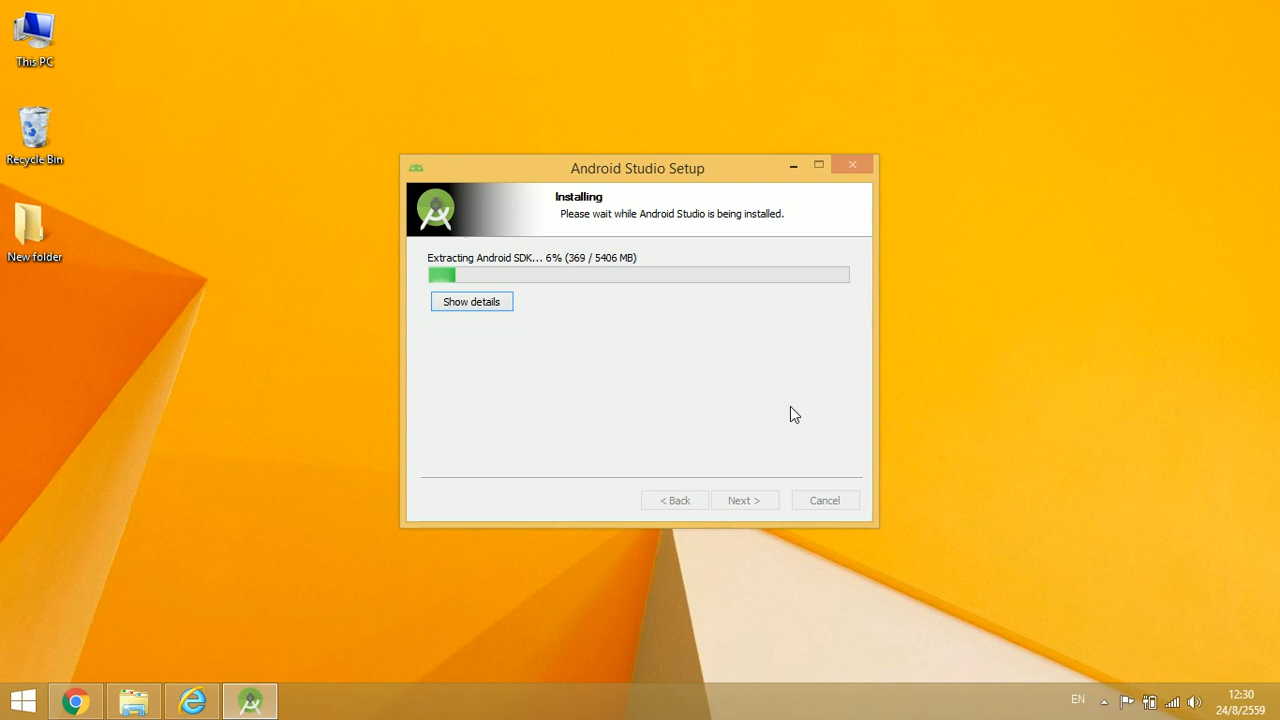 This PC
Recycle Bin
New folder
Android Studio Setup
Installing
Please wait while Android Studio is being installed.
Extracting Android SDK... 6% (369 / 5406 MB)
Show details
< Back
Next >
Cancel
EN
12:30
24/8/2559